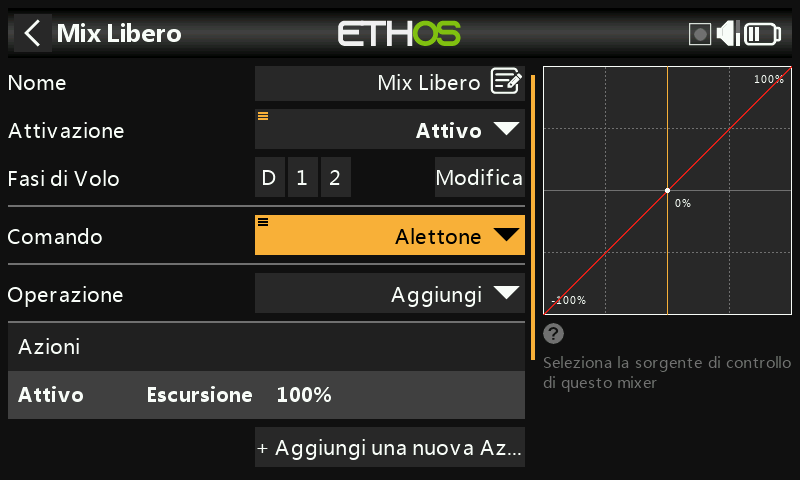 Mix Libero
ETHOS
Nome
Mix Libero
Attivazione
Attivo
Fasi di Volo
D 1 2 Modifica
Comando
Alettone
Operazione
Aggiungi
Azioni
Attivo Escursione 100%
+ Aggiungi una nuova Az...
100%
0%
-100%
?
Seleziona la sorgente di controllo
di questo mixer